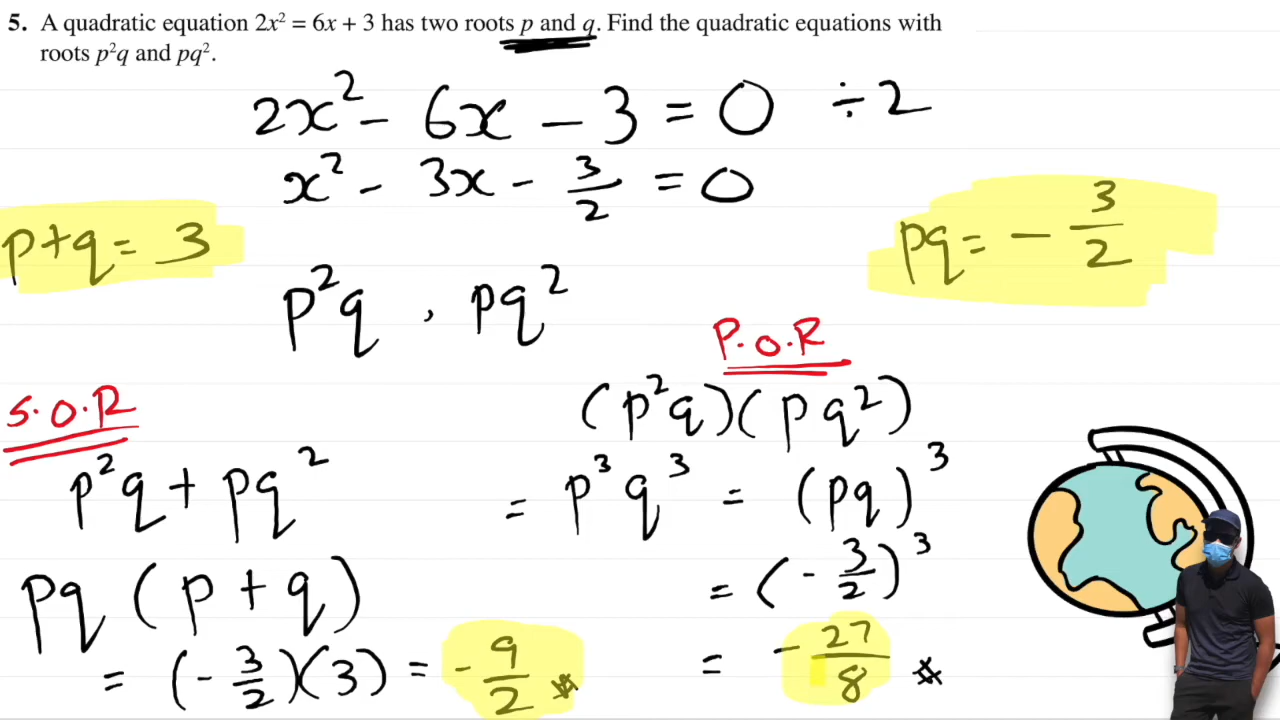 5. A quadratic equation 2x² = 6x + 3 has two roots p and q. Find the quadratic equations with
roots p²q and pq².
2x² - 6x - 3 = 0 ÷2
x² - 3x - 3/2 = 0
p+q = 3
pq = - 3/2
p²q , pq²
S.O.R
p²q + pq²
pq (p + q)
= (- 3/2)(3) = - 9/2 *
P.O.R
(p²q)(pq²)
= p³q³ = (pq)³
= (- 3/2)³
= - 27/8 *